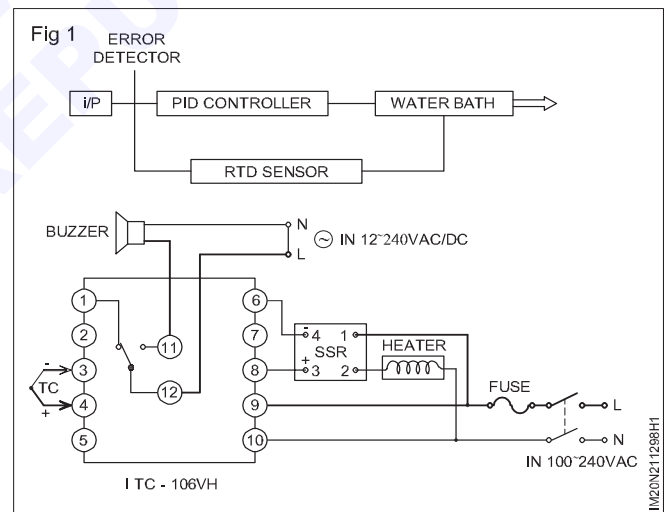 Fig 1
ERROR
DETECTOR
i/P
PID CONTROLLER
WATER BATH
RTD SENSOR
BUZZER
N
L
~ IN 12~240VAC/DC
1
2
3
4
5
- TC +
11
12
6
7
8
9
10
- 4 1
SSR
+ 3 2
HEATER
FUSE
L
N
IN 100~240VAC
I TC - 106VH
IM20N211298H1